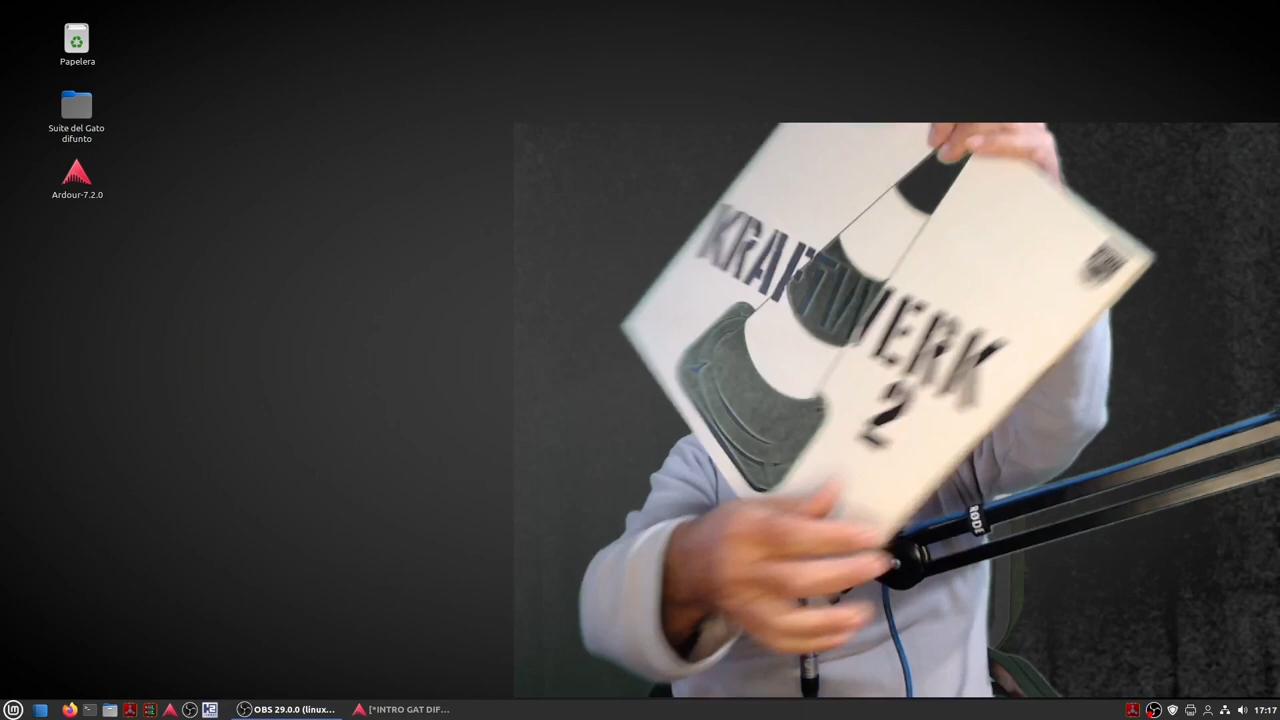 Papelera
Suite del Gato
difunto
Ardour-7.2.0
KRAFTWERK
2
RØDE
OBS 29.0.0 (linux...
[*INTRO GAT DIF...
17:17